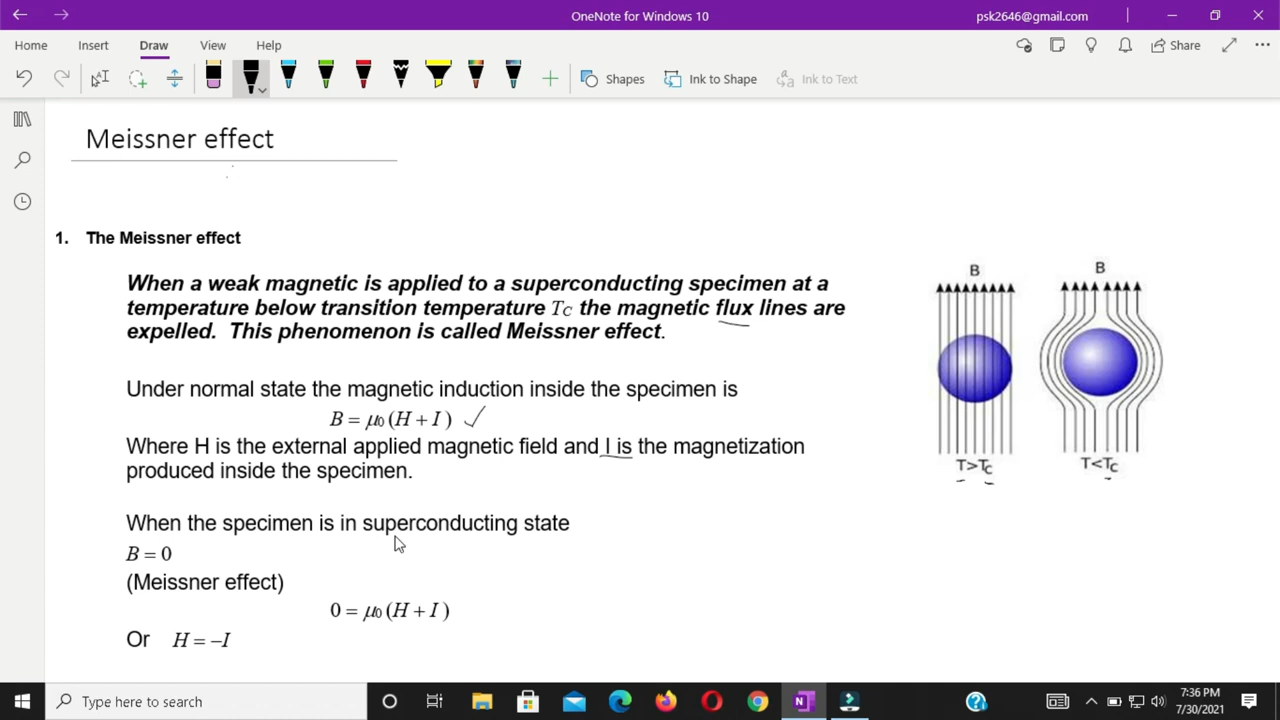 OneNote for Windows 10
psk2646@gmail.com
Home Insert Draw View Help
Share
Shapes
Ink to Shape
Ink to Text
Meissner effect
1. The Meissner effect
When a weak magnetic is applied to a superconducting specimen at a
temperature below transition temperature T_C the magnetic flux lines are
expelled. This phenomenon is called Meissner effect.
Under normal state the magnetic induction inside the specimen is
B = μ₀ (H + I)
Where H is the external applied magnetic field and I is the magnetization
produced inside the specimen.
When the specimen is in superconducting state
B = 0
(Meissner effect)
0 = μ₀ (H + I)
Or H = –I
B
B
T>Tc
T<Tc
Type here to search
7:36 PM
7/30/2021